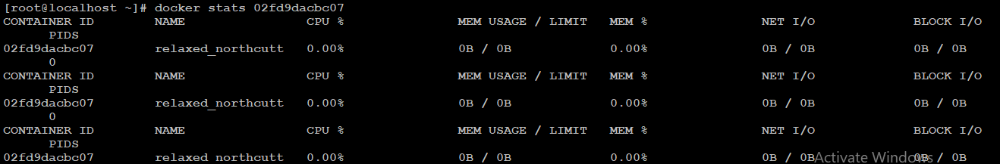 [root@localhost ~]# docker stats 02fd9dacbc07
CONTAINER ID        NAME                CPU %               MEM USAGE / LIMIT   MEM %               NET I/O             BLOCK I/O
      PIDS
02fd9dacbc07        relaxed_northcutt   0.00%               0B / 0B             0.00%               0B / 0B             0B / 0B
      0
CONTAINER ID        NAME                CPU %               MEM USAGE / LIMIT   MEM %               NET I/O             BLOCK I/O
      PIDS
02fd9dacbc07        relaxed_northcutt   0.00%               0B / 0B             0.00%               0B / 0B             0B / 0B
      0
CONTAINER ID        NAME                CPU %               MEM USAGE / LIMIT   MEM %               NET I/O             BLOCK I/O
      PIDS
02fd9dacbc07        relaxed_northcutt   0.00%               0B / 0B             0.00%               0B / 0B             0B / 0B
Activate Windows